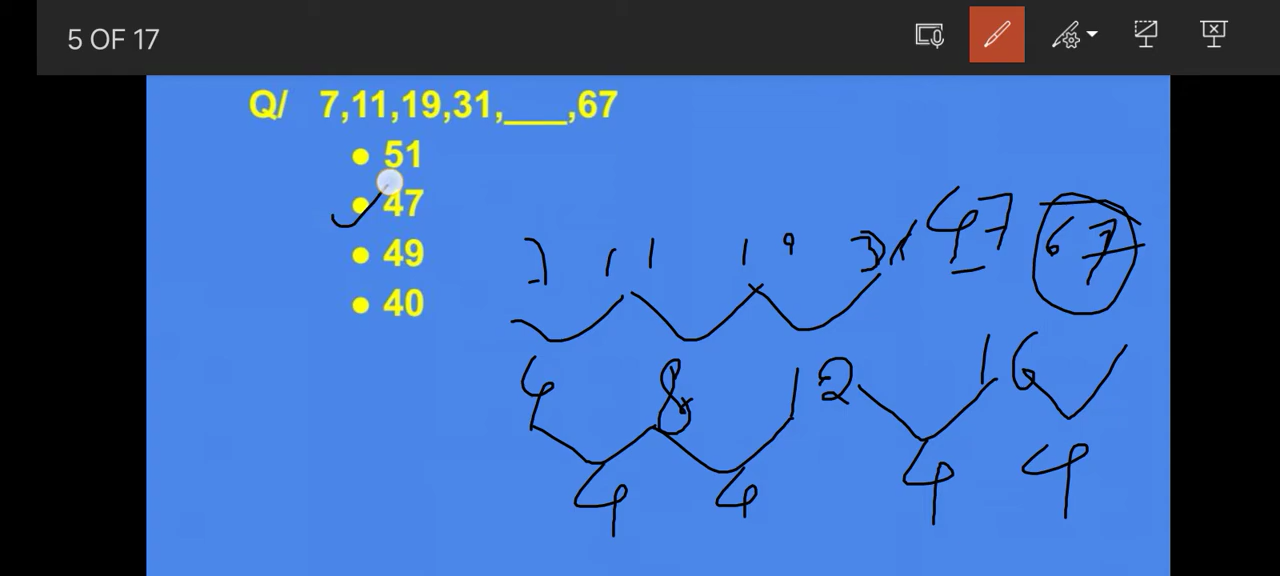 5 OF 17
Q/ 7,11,19,31,___,67
• 51
• 47
• 49
• 40
7 11 19 31 47 67
4 8 12 16
4 4 4 4